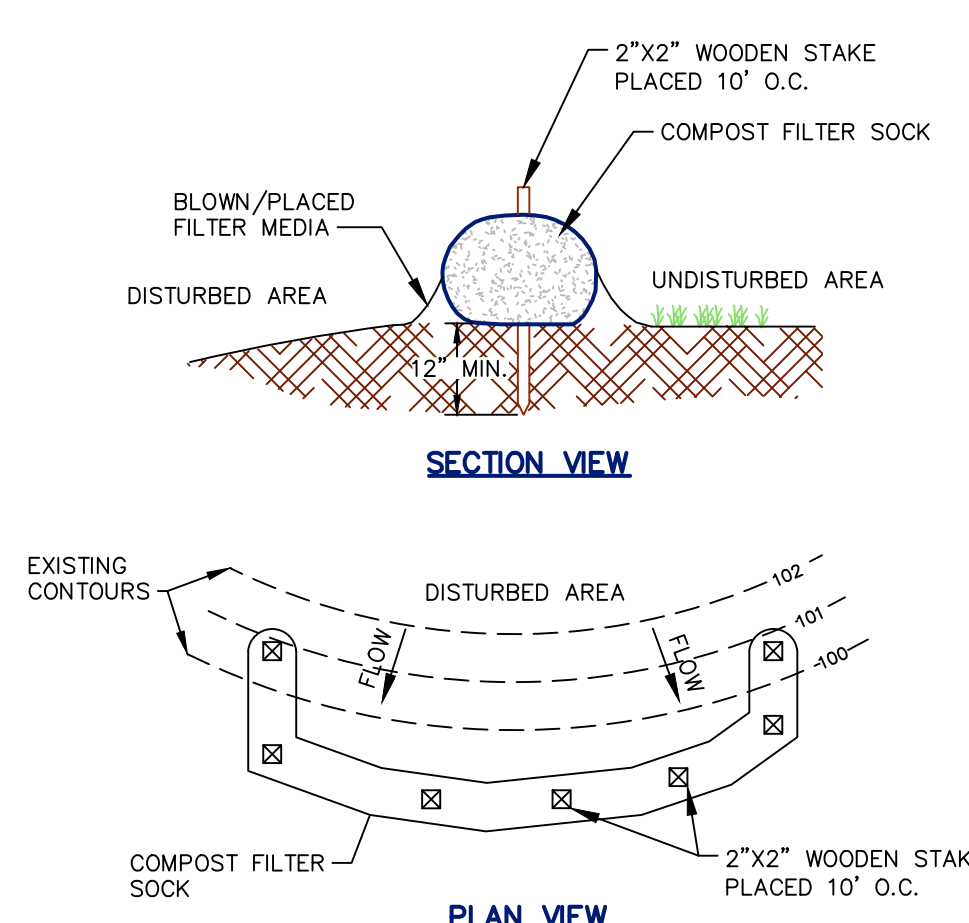 2"X2" WOODEN STAKE
PLACED 10' O.C.
COMPOST FILTER SOCK
BLOWN/PLACED
FILTER MEDIA
DISTURBED AREA
UNDISTURBED AREA
12" MIN.
SECTION VIEW
EXISTING
CONTOURS
DISTURBED AREA
102
101
100
FLOW
FLOW
COMPOST FILTER
SOCK
2"X2" WOODEN STAK
PLACED 10' O.C.
PLAN VIEW